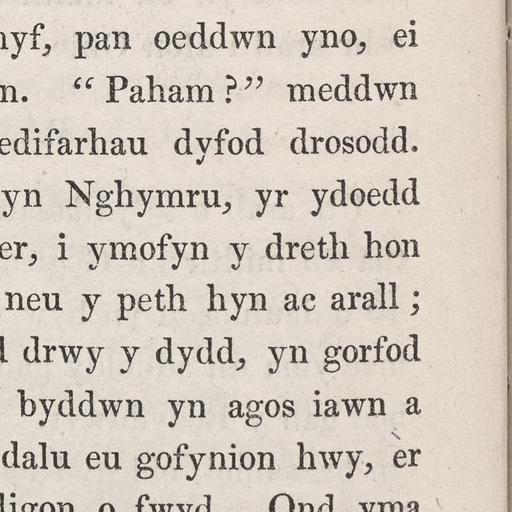 nyf, pan oeddwn yno, ei
n. “ Paham ?” meddwn
edifarhau dyfod drosodd.
yn Nghymru, yr ydoedd
er, i ymofyn y dreth hon
neu y peth hyn ac arall ;
drwy y dydd, yn gorfod
byddwn yn agos iawn a
dalu eu gofynion hwy, er
ligon o fwyd. Ond yma